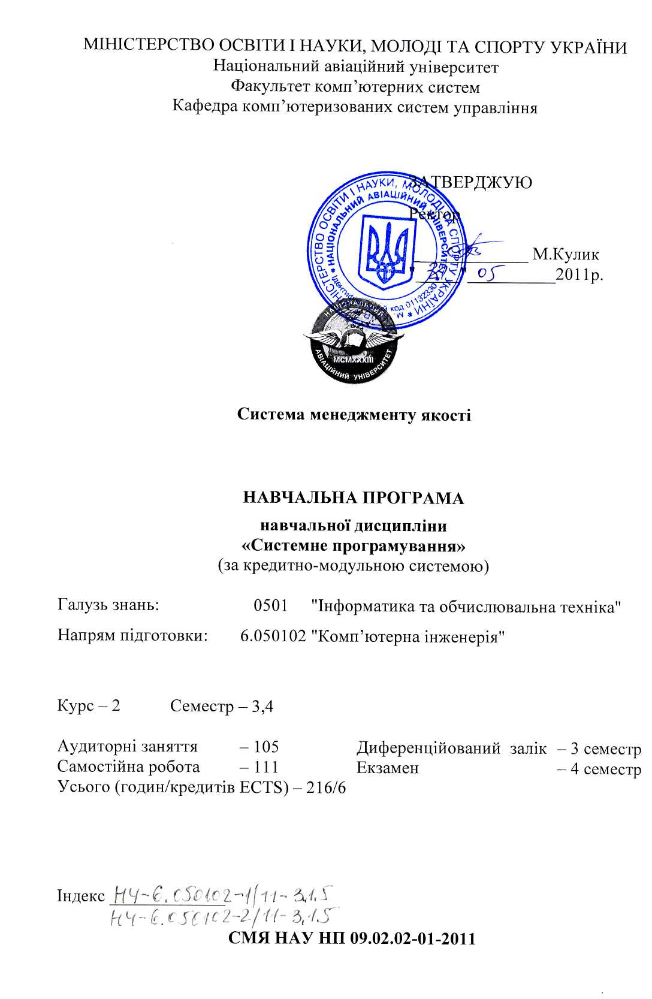 МІНІСТЕРСТВО ОСВІТИ І НАУКИ, МОЛОДІ ТА СПОРТУ УКРАЇНИ
Національний авіаційний університет
Факультет комп’ютерних систем
Кафедра комп’ютеризованих систем управління
ЗАТВЕРДЖУЮ
Ректор
М.Кулик
" " 05 2011р.
МІНІСТЕРСТВО ОСВІТИ І НАУКИ, МОЛОДІ ТА СПОРТУ УКРАЇНИ
НАЦІОНАЛЬНИЙ АВІАЦІЙНИЙ УНІВЕРСИТЕТ
код 01132330
НАЦІОНАЛЬНИЙ
MCMXXXIII
АВІАЦІЙНИЙ УНІВЕРСИТЕТ
Система менеджменту якості
НАВЧАЛЬНА ПРОГРАМА
навчальної дисципліни
«Системне програмування»
(за кредитно-модульною системою)
Галузь знань: 0501 "Інформатика та обчислювальна техніка"
Напрям підготовки: 6.050102 "Комп’ютерна інженерія"
Курс – 2 Семестр – 3,4
Аудиторні заняття – 105 Диференційований залік – 3 семестр
Самостійна робота – 111 Екзамен – 4 семестр
Усього (годин/кредитів ECTS) – 216/6
Індекс НЧ-6.050102-1/11-3.1.5
НЧ-6.050102-2/11-3.1.5
СМЯ НАУ НП 09.02.02-01-2011